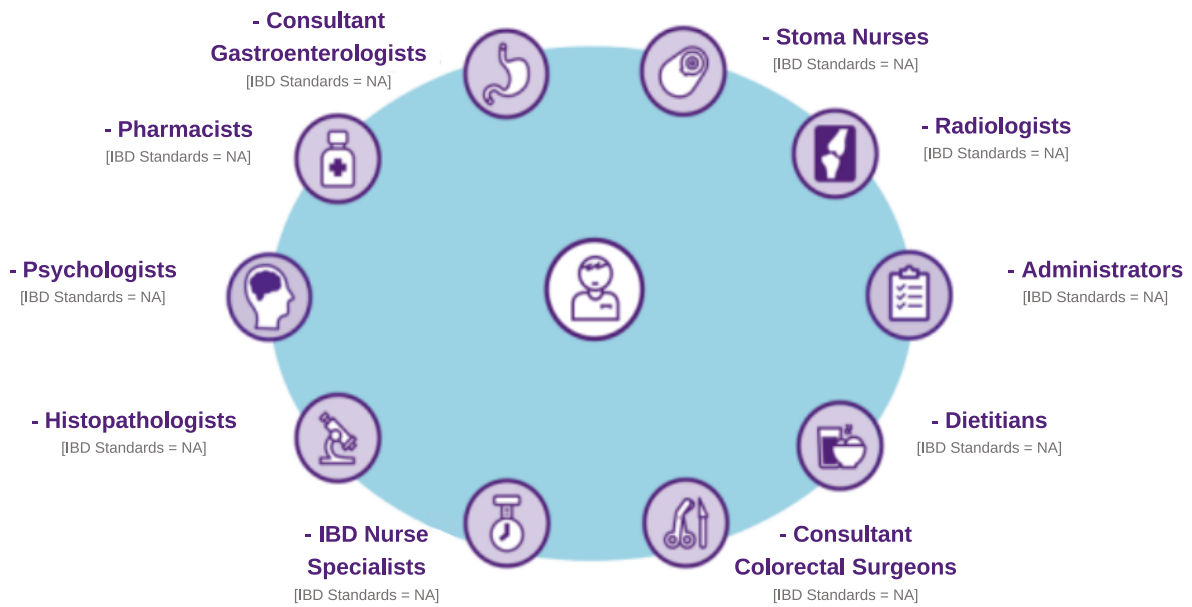 - Consultant
Gastroenterologists
[IBD Standards = NA]
- Stoma Nurses
[IBD Standards = NA]
- Pharmacists
[IBD Standards = NA]
- Radiologists
[IBD Standards = NA]
- Psychologists
[IBD Standards = NA]
- Administrators
[IBD Standards = NA]
- Histopathologists
[IBD Standards = NA]
- Dietitians
[IBD Standards = NA]
- IBD Nurse
Specialists
[IBD Standards = NA]
- Consultant
Colorectal Surgeons
[IBD Standards = NA]